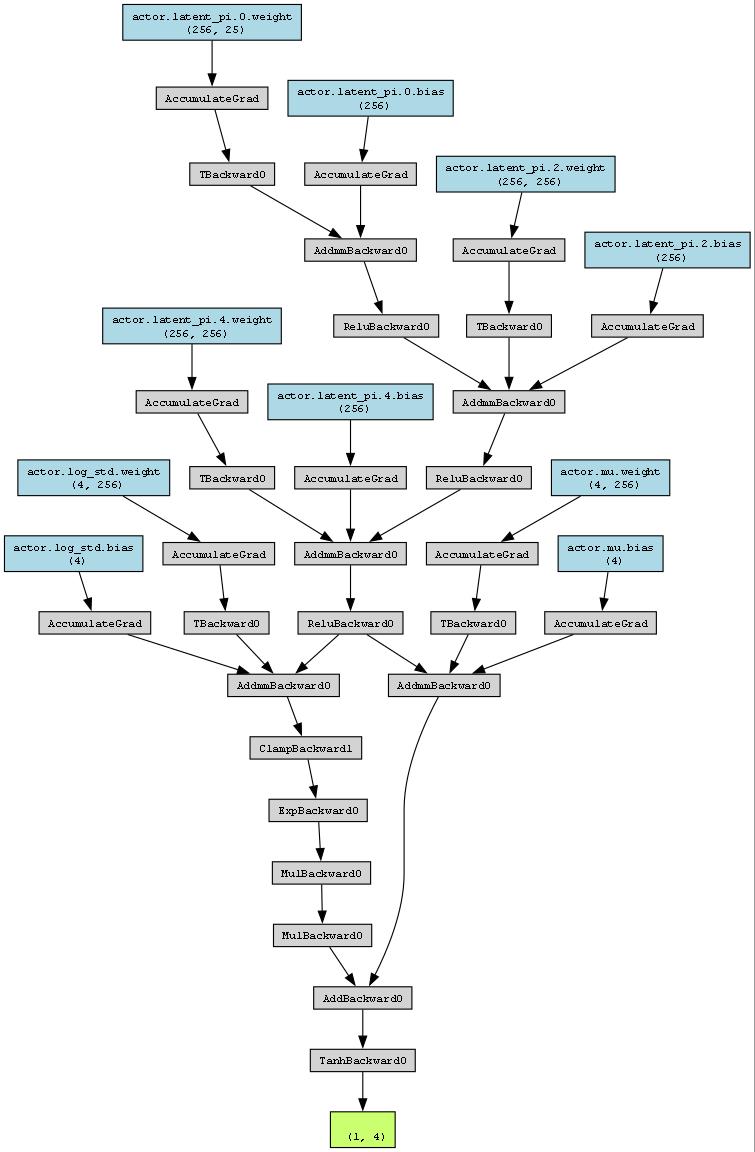 actor.latent_pi.0.weight
(256, 25)
actor.latent_pi.0.bias
(256)
AccumulateGrad
actor.latent_pi.2.weight
(256, 256)
TBackward0
AccumulateGrad
actor.latent_pi.2.bias
(256)
AddmmBackward0
AccumulateGrad
actor.latent_pi.4.weight
(256, 256)
ReluBackward0
TBackward0
AccumulateGrad
actor.latent_pi.4.bias
(256)
AccumulateGrad
AddmmBackward0
actor.log_std.weight
(4, 256)
TBackward0
AccumulateGrad
ReluBackward0
actor.mu.weight
(4, 256)
actor.log_std.bias
(4)
AccumulateGrad
AddmmBackward0
AccumulateGrad
actor.mu.bias
(4)
AccumulateGrad
TBackward0
ReluBackward0
TBackward0
AccumulateGrad
AddmmBackward0
AddmmBackward0
ClampBackward1
ExpBackward0
MulBackward0
MulBackward0
AddBackward0
TanhBackward0
(1, 4)